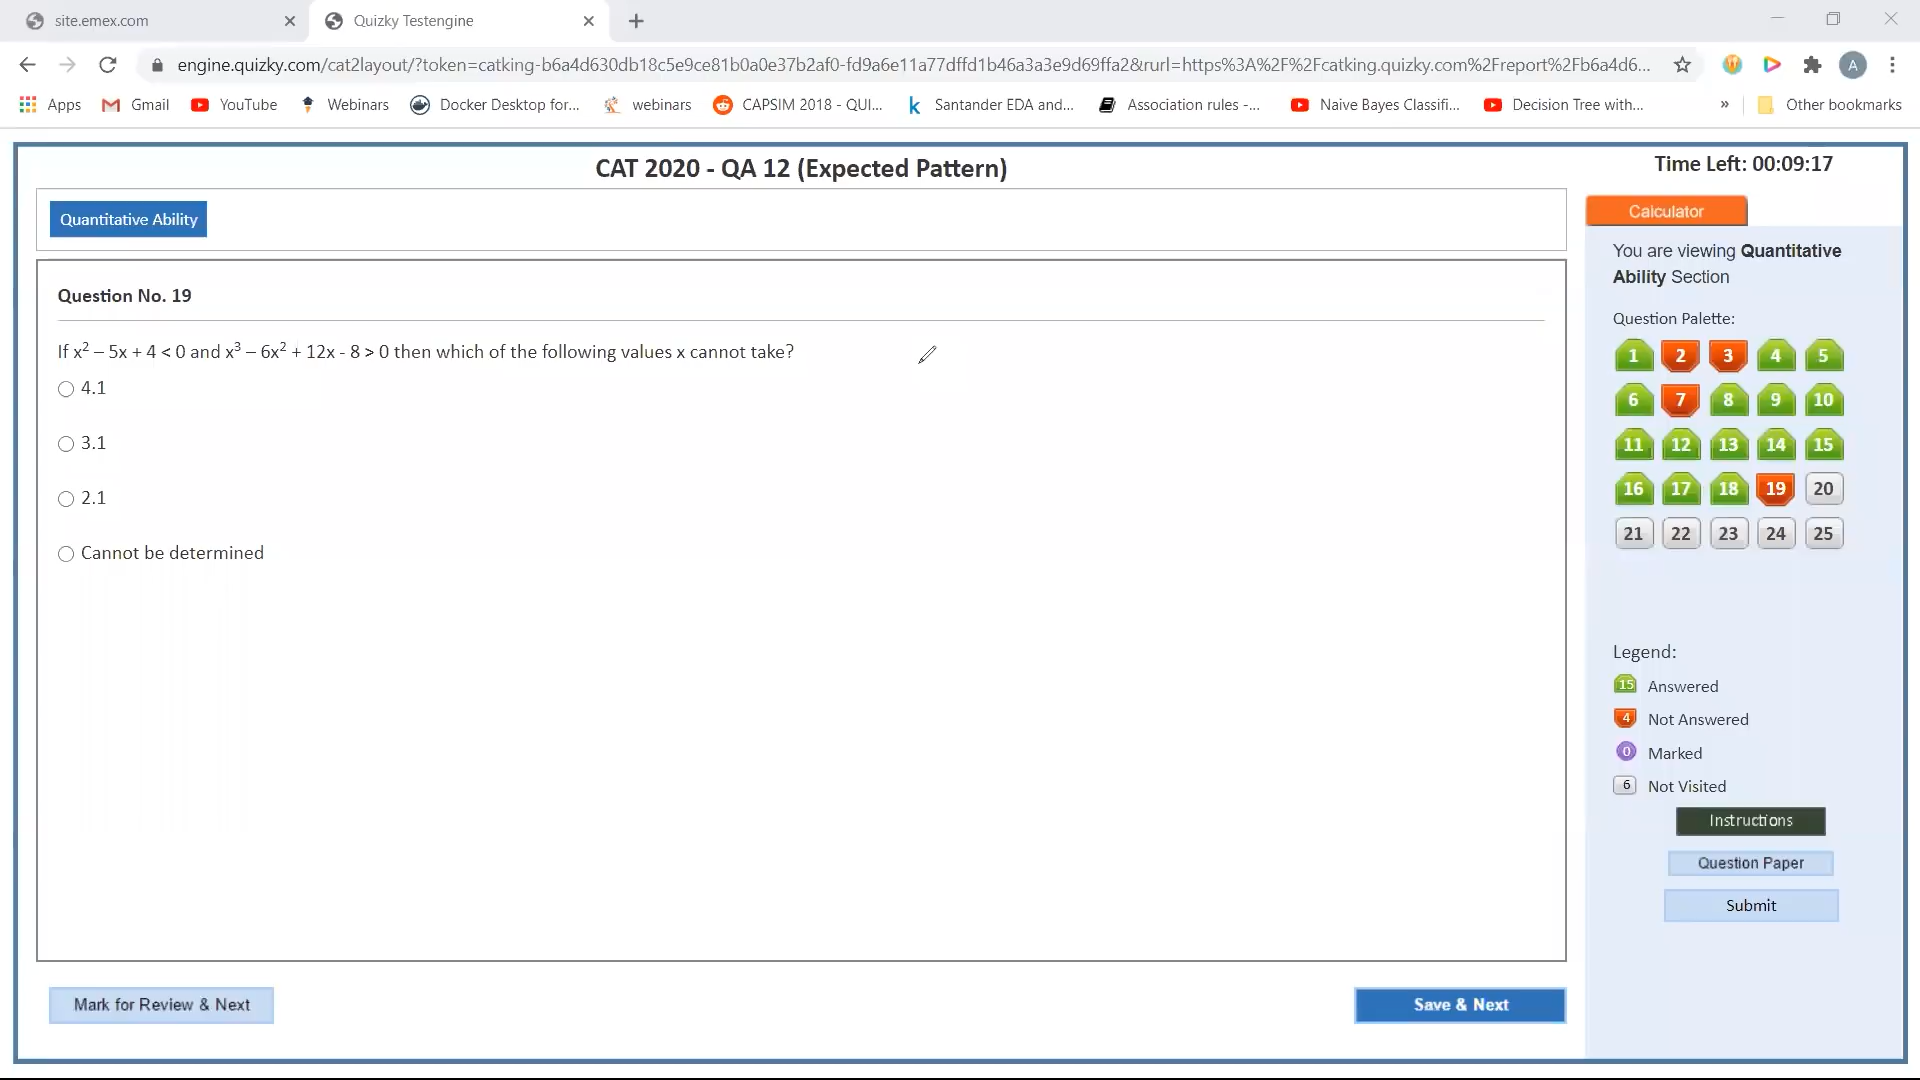 site.emex.com
Quizky Testengine
engine.quizky.com/cat2layout/?token=catking-b6a4d630db18c5e9ce81b0a0e37b2af0-fd9a6e11a77dffd1b46a3a3e9d69ffa2&rurl=https%3A%2F%2Fcatking.quizky.com%2Freport%2Fb6a4d6...
A
Apps Gmail YouTube Webinars Docker Desktop for... webinars CAPSIM 2018 - QUI... Santander EDA and... Association rules -... Naive Bayes Classifi... Decision Tree with... » Other bookmarks
CAT 2020 - QA 12 (Expected Pattern)
Time Left: 00:09:17
Quantitative Ability
Calculator
You are viewing Quantitative
Ability Section
Question No. 19
Question Palette:
If x² – 5x + 4 < 0 and x³ – 6x² + 12x - 8 > 0 then which of the following values x cannot take?
4.1
3.1
2.1
Cannot be determined
1 2 3 4 5
6 7 8 9 10
11 12 13 14 15
16 17 18 19 20
21 22 23 24 25
Legend:
15 Answered
4 Not Answered
0 Marked
6 Not Visited
Instructions
Question Paper
Submit
Mark for Review & Next
Save & Next